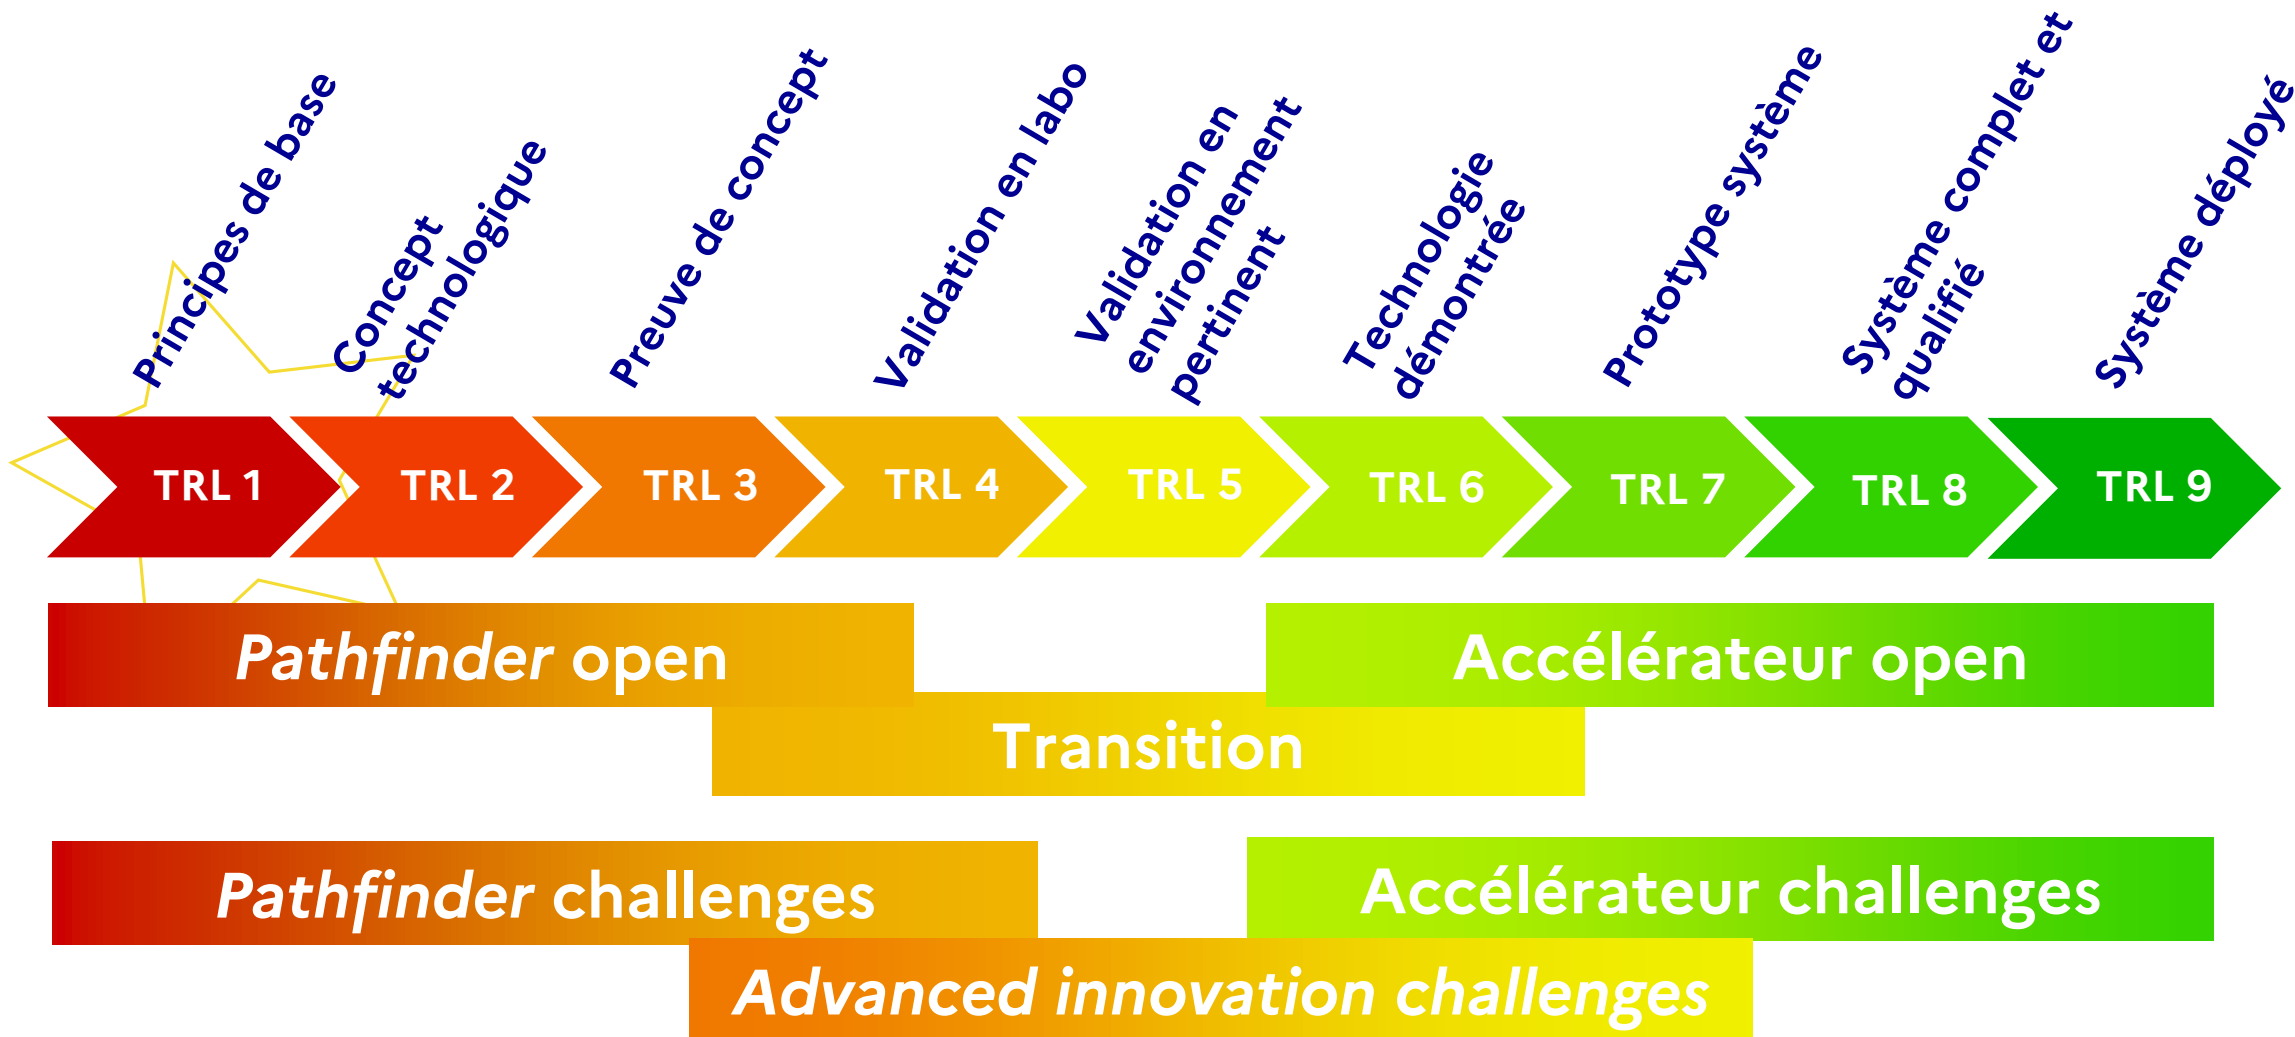 Principes de base
Concept
technologique
Preuve de concept
Validation en labo
Validation en
environnement
pertinent
Technologie
démontrée
Prototype système
Système complet et
qualifié
Système déployé
TRL 1
TRL 2
TRL 3
TRL 4
TRL 5
TRL 6
TRL 7
TRL 8
TRL 9
Pathfinder open
Accélérateur open
Transition
Pathfinder challenges
Accélérateur challenges
Advanced innovation challenges